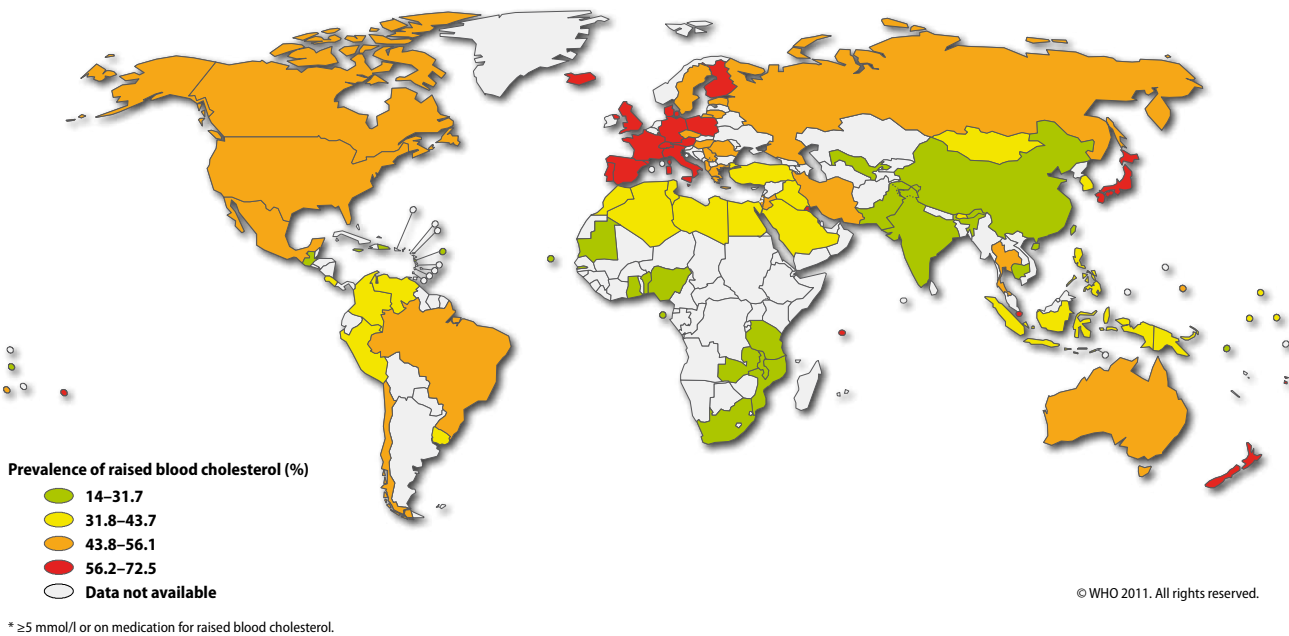 Prevalence of raised blood cholesterol (%)
14–31.7
31.8–43.7
43.8–56.1
56.2–72.5
Data not available
© WHO 2011. All rights reserved.
* ≥5 mmol/l or on medication for raised blood cholesterol.